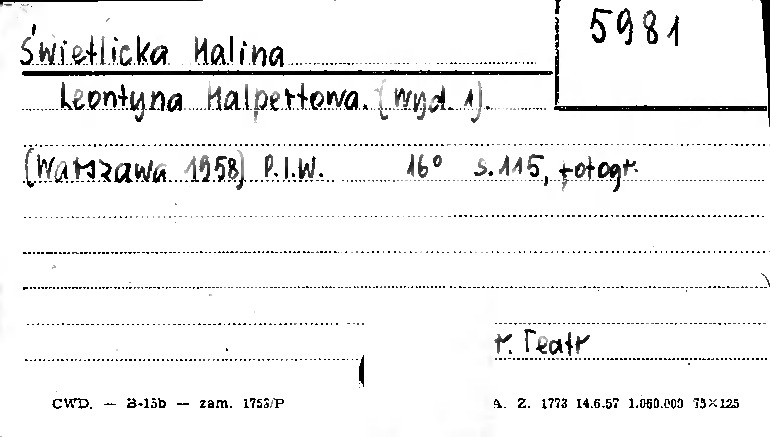 5981
Świetlicka Halina
Leontyna Halpertowa. [Wyd. 1].
[Warszawa 1958] P.I.W. 16° s. 115, fotogr.
r. Teatr
CWD. — B-15b — zam. 1753/P
A. Z. 1773 14.6.57 1.050.000 75×125